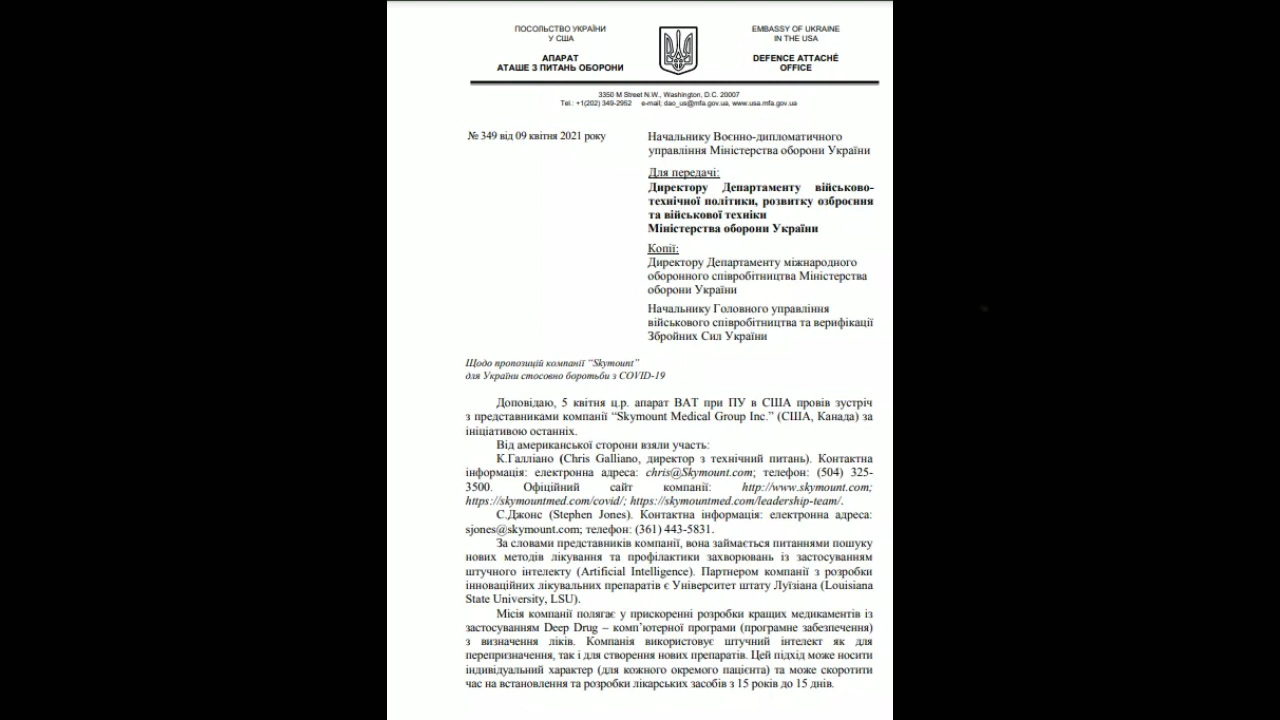 ПОСОЛЬСТВО УКРАЇНИ
У США
АПАРАТ
АТАШЕ З ПИТАНЬ ОБОРОНИ
EMBASSY OF UKRAINE
IN THE USA
DEFENCE ATTACHÉ
OFFICE
3350 M Street N.W., Washington, D.C. 20007
Tel.: +1(202) 349-2952 e-mail; dao_us@mfa.gov.ua, www.usa.mfa.gov.ua
№ 349 від 09 квітня 2021 року
Начальнику Воєнно-дипломатичного
управління Міністерства оборони України
Для передачі:
Директору Департаменту військово-
технічної політики, розвитку озброєння
та військової техніки
Міністерства оборони України
Копії:
Директору Департаменту міжнародного
оборонного співробітництва Міністерства
оборони України
Начальнику Головного управління
військового співробітництва та верифікації
Збройних Сил України
Щодо пропозицій компанії “Skymount”
для України стосовно боротьби з COVID-19
Доповідаю, 5 квітня ц.р. апарат ВАТ при ПУ в США провів зустріч
з представниками компанії “Skymount Medical Group Inc.” (США, Канада) за
ініціативою останніх.
Від американської сторони взяли участь:
К.Галліано (Chris Galliano, директор з технічний питань). Контактна
інформація: електронна адреса: chris@Skymount.com; телефон: (504) 325-
3500. Офіційний сайт компанії: http://www.skymount.com;
https://skymountmed.com/covid/; https://skymountmed.com/leadership-team/.
С.Джонс (Stephen Jones). Контактна інформація: електронна адреса:
sjones@skymount.com; телефон: (361) 443-5831.
За словами представників компанії, вона займається питаннями пошуку
нових методів лікування та профілактики захворювань із застосуванням
штучного інтелекту (Artificial Intelligence). Партнером компанії з розробки
інноваційних лікувальних препаратів є Університет штату Луїзіана (Louisiana
State University, LSU).
Місія компанії полягає у прискоренні розробки кращих медикаментів із
застосуванням Deep Drug – комп’ютерної програми (програмне забезпечення)
з визначення ліків. Компанія використовує штучний інтелект як для
перепризначення, так і для створення нових препаратів. Цей підхід може носити
індивідуальний характер (для кожного окремого пацієнта) та може скоротити
час на встановлення та розробки лікарських засобів з 15 років до 15 днів.